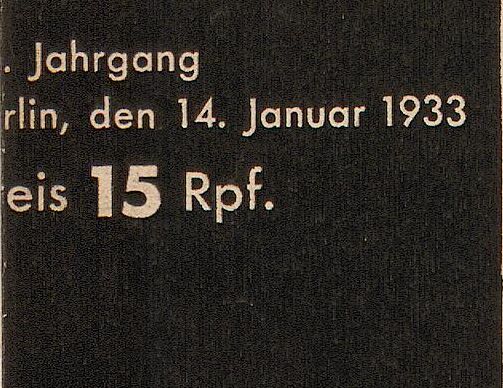 . Jahrgang
rlin, den 14. Januar 1933
eis 15 Rpf.